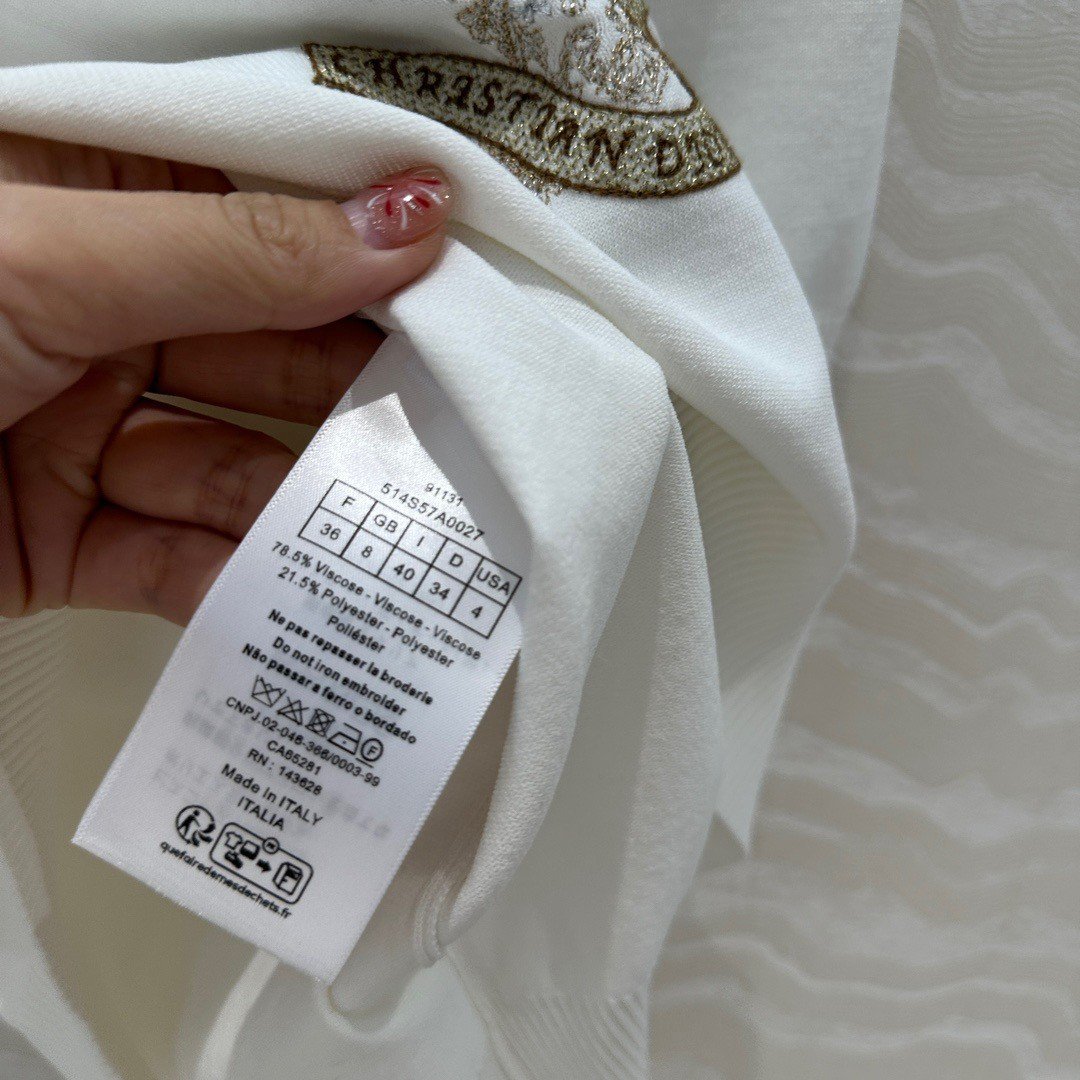 CHRISTIAN DIOR
91131
514S57A0027
F GB I D USA
36 8 40 34 4
78.5% Viscose - Viscose - Viscose
21.5% Polyester - Polyester
Poliéster
Ne pas repasser la broderie
Do not iron embroider
Não passar a ferro o bordado
CNPJ.02-046-366/0003-99
CA65281
RN : 143628
Made in ITALY
ITALIA
quefairedemesdechets.fr